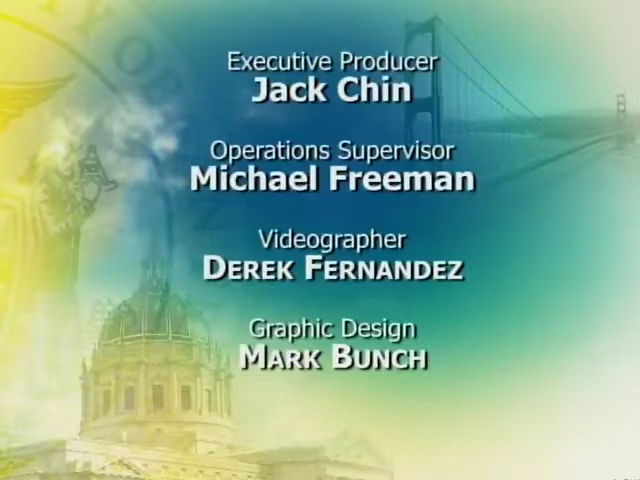 Executive Producer
Jack Chin
Operations Supervisor
Michael Freeman
Videographer
DEREK FERNANDEZ
Graphic Design
MARK BUNCH